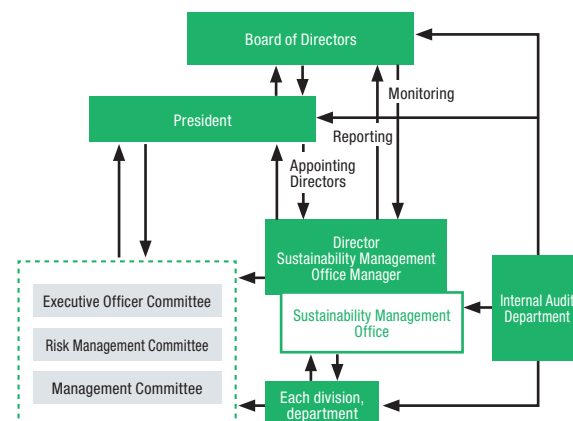 Board of Directors
Monitoring
President
Reporting
Appointing
Directors
Director
Sustainability Management
Office Manager
Executive Officer Committee
Sustainability Management
Office
Internal Audit
Department
Risk Management Committee
Management Committee
Each division,
department